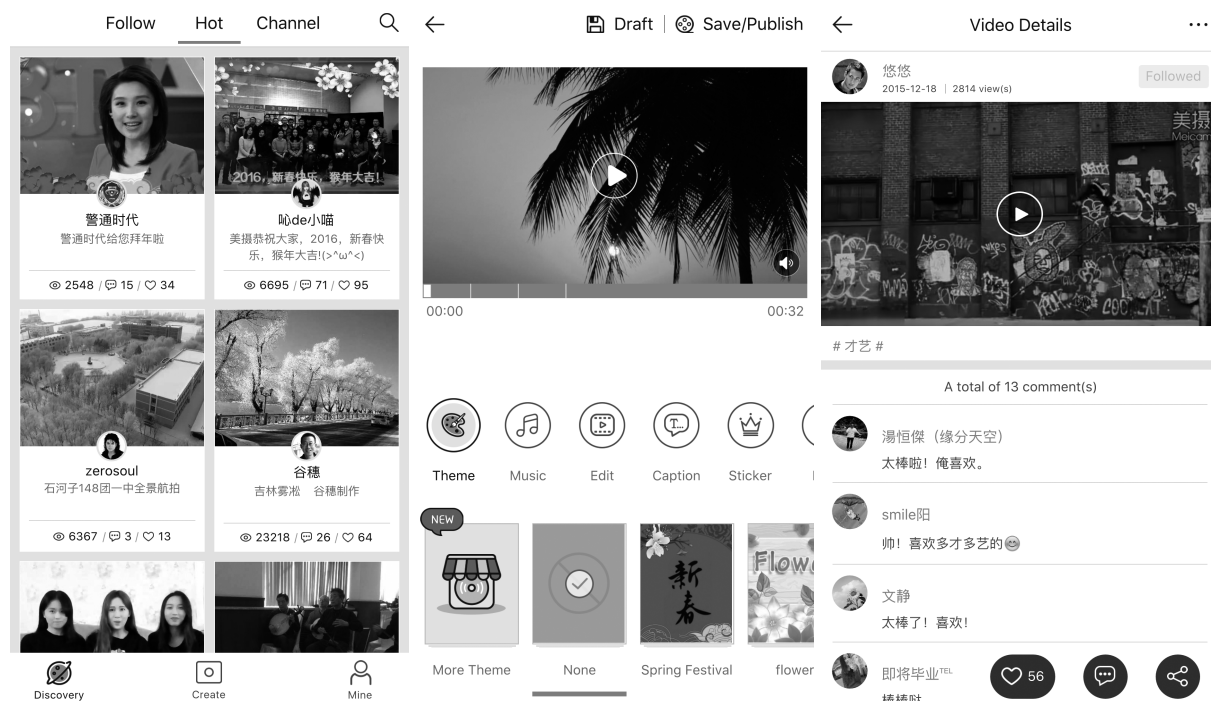 Follow Hot Channel
2016，新春快乐，猴年大吉！
警通时代
警通时代给您拜年啦
2548 / 15 / 34
吣de小喵
美摄恭祝大家，2016，新春快
乐，猴年大吉!(>^ω^<)
6695 / 71 / 95
zerosoul
石河子148团一中全景航拍
6367 / 3 / 13
谷穗
吉林雾凇 谷穗制作
23218 / 26 / 64
Discovery Create Mine
Draft Save/Publish
00:00 00:32
Theme Music Edit Caption Sticker
T...
NEW
新春
Flow
More Theme None Spring Festival flower
Video Details
悠悠
2015-12-18 2814 view(s)
Followed
美摄
Meicam
# 才艺 #
A total of 13 comment(s)
湯恒傑（缘分天空）
太棒啦！俺喜欢。
smile阳
帅！喜欢多才多艺的😊
文静
太棒了！喜欢！
即将毕业TEL
棒棒哒
56